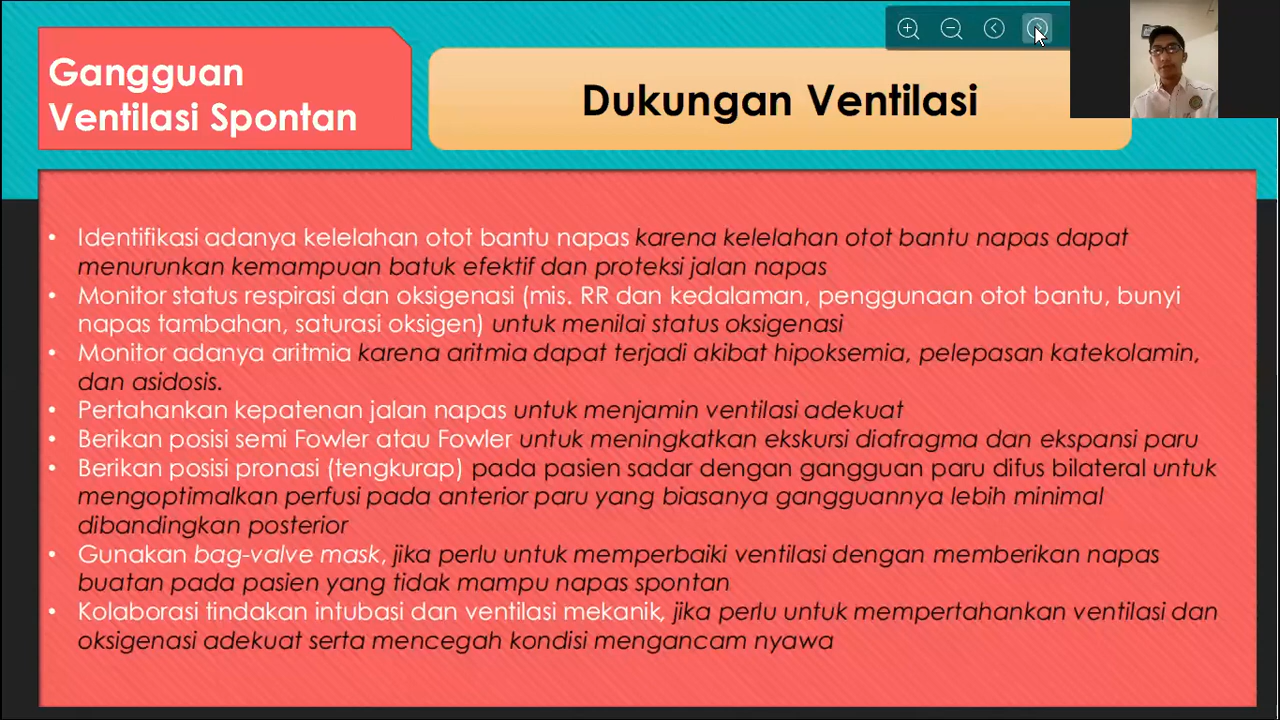 Gangguan
Ventilasi Spontan
Dukungan Ventilasi
• Identifikasi adanya kelelahan otot bantu napas karena kelelahan otot bantu napas dapat
menurunkan kemampuan batuk efektif dan proteksi jalan napas
• Monitor status respirasi dan oksigenasi (mis. RR dan kedalaman, penggunaan otot bantu, bunyi
napas tambahan, saturasi oksigen) untuk menilai status oksigenasi
• Monitor adanya aritmia karena aritmia dapat terjadi akibat hipoksemia, pelepasan katekolamin,
dan asidosis.
• Pertahankan kepatenan jalan napas untuk menjamin ventilasi adekuat
• Berikan posisi semi Fowler atau Fowler untuk meningkatkan ekskursi diafragma dan ekspansi paru
• Berikan posisi pronasi (tengkurap) pada pasien sadar dengan gangguan paru difus bilateral untuk
mengoptimalkan perfusi pada anterior paru yang biasanya gangguannya lebih minimal
dibandingkan posterior
• Gunakan bag-valve mask, jika perlu untuk memperbaiki ventilasi dengan memberikan napas
buatan pada pasien yang tidak mampu napas spontan
• Kolaborasi tindakan intubasi dan ventilasi mekanik, jika perlu untuk mempertahankan ventilasi dan
oksigenasi adekuat serta mencegah kondisi mengancam nyawa